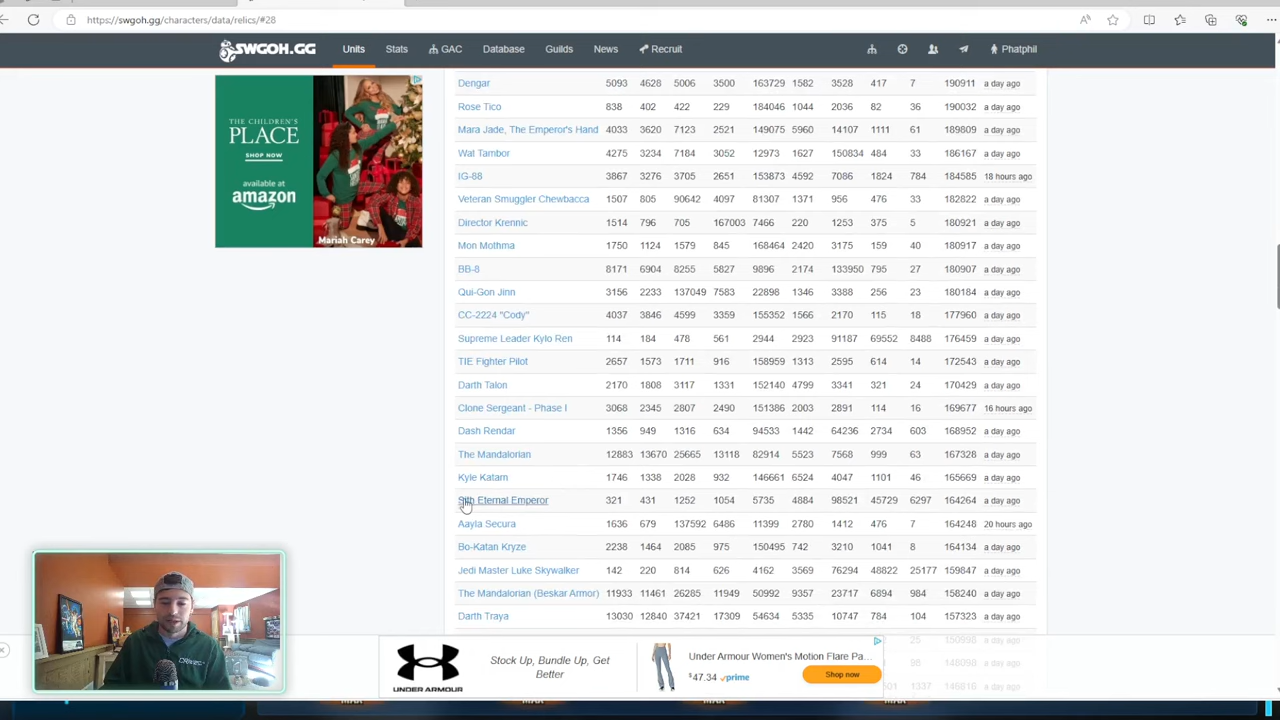 https://swgoh.gg/characters/data/relics/#28
SWGOH.GG Units Stats GAC Database Guilds News Recruit Phatphil
THE CHILDREN'S
PLACE
SHOP NOW
available at
amazon
Mariah Carey
Dengar 5093 4628 5006 3500 163729 1582 3528 417 7 190911 a day ago
Rose Tico 838 402 422 229 184046 1044 2036 82 36 190032 a day ago
Mara Jade, The Emperor's Hand 4033 3620 7123 2521 149075 5960 14107 1111 61 189809 a day ago
Wat Tambor 4275 3234 7184 3052 12973 1627 150834 484 33 186167 a day ago
IG-88 3867 3276 3705 2651 153873 4592 7086 1824 784 184585 18 hours ago
Veteran Smuggler Chewbacca 1507 805 90642 4097 81307 1371 956 476 33 182822 a day ago
Director Krennic 1514 796 705 167003 7466 220 1253 375 5 180921 a day ago
Mon Mothma 1750 1124 1579 845 168464 2420 3175 159 40 180917 a day ago
BB-8 8171 6904 8255 5827 9896 2174 133950 795 27 180907 a day ago
Qui-Gon Jinn 3156 2233 137049 7583 22898 1346 3388 256 23 180184 a day ago
CC-2224 "Cody" 4037 3846 4599 3359 155352 1566 2170 115 18 177960 a day ago
Supreme Leader Kylo Ren 114 184 478 561 2944 2923 91187 69552 8488 176459 a day ago
TIE Fighter Pilot 2657 1573 1711 916 158959 1313 2595 614 14 172543 a day ago
Darth Talon 2170 1808 3117 1331 152140 4799 3341 321 24 170429 a day ago
Clone Sergeant - Phase I 3068 2345 2807 2490 151386 2003 2891 114 16 169677 16 hours ago
Dash Rendar 1356 949 1316 634 94533 1442 64236 2734 603 168952 a day ago
The Mandalorian 12883 13670 25665 13118 82914 5523 7568 999 63 167328 a day ago
Kyle Katarn 1746 1338 2028 932 146661 6524 4047 1101 46 165669 a day ago
Sith Eternal Emperor 321 431 1252 1054 5735 4884 98521 45729 6297 164264 a day ago
Aayla Secura 1636 679 137592 6486 11399 2780 1412 476 7 164248 20 hours ago
Bo-Katan Kryze 2238 1464 2085 975 150495 742 3210 1041 8 164134 a day ago
Jedi Master Luke Skywalker 142 220 814 626 4162 3569 76294 48822 25177 159847 a day ago
The Mandalorian (Beskar Armor) 11933 11461 26285 11949 50992 9357 23717 6894 984 158240 a day ago
Darth Traya 13030 12840 37421 17309 54634 5335 10747 784 104 157323 a day ago
UNDER ARMOUR
Stock Up, Bundle Up, Get
Better
Under Armour Women's Motion Flare Pa...
$47.34 prime
Shop now